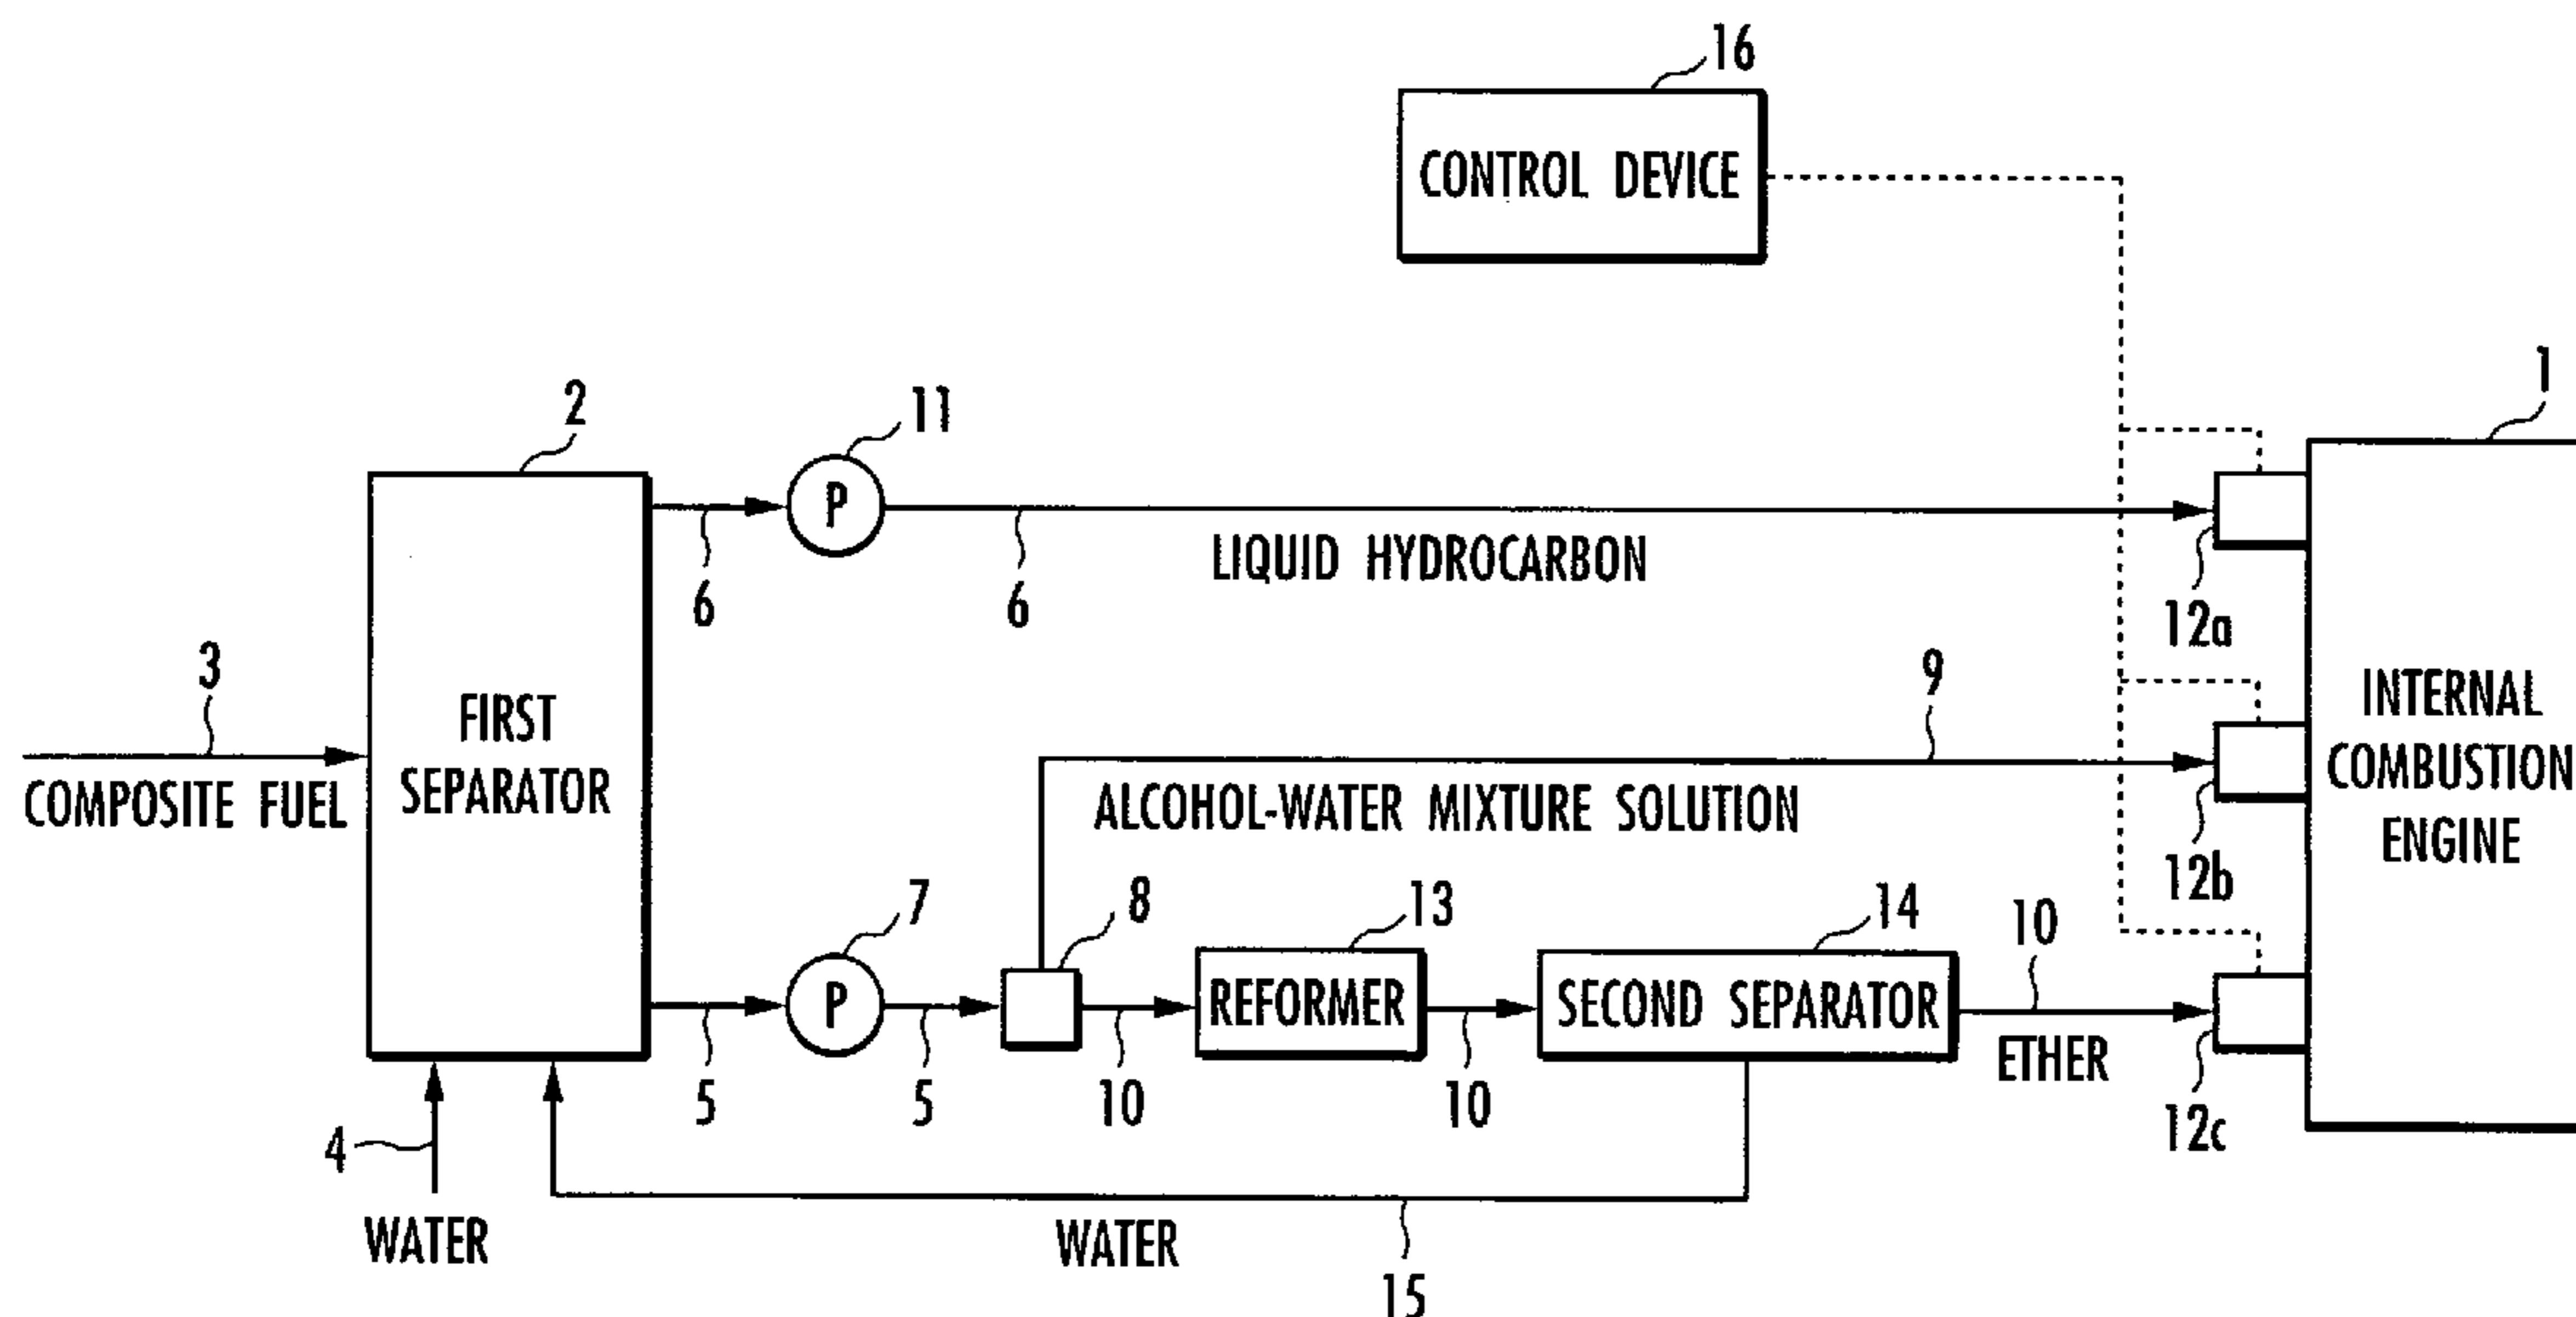 16
CONTROL DEVICE
1
2
11
P
6
6
LIQUID HYDROCARBON
12a
3
COMPOSITE FUEL
FIRST
SEPARATOR
9
ALCOHOL-WATER MIXTURE SOLUTION
12b
INTERNAL
COMBUSTION
ENGINE
7
P
8
13
REFORMER
14
SECOND SEPARATOR
10
ETHER
12c
5
5
10
10
4
WATER
WATER
15